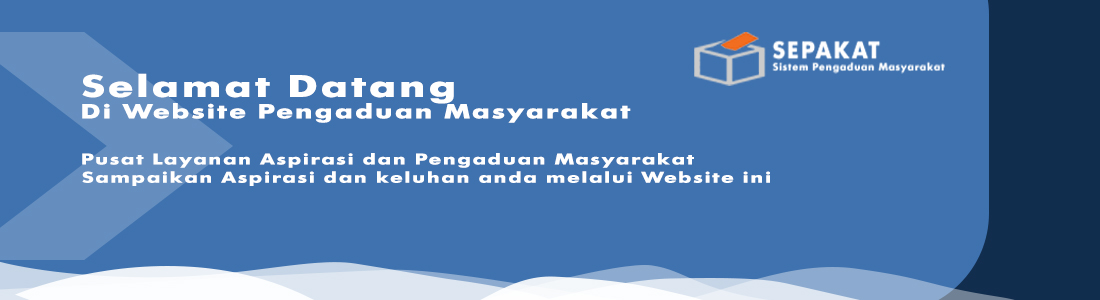 SEPAKAT
Sistem Pengaduan Masyarakat
Selamat Datang
Di Website Pengaduan Masyarakat
Pusat Layanan Aspirasi dan Pengaduan Masyarakat
Sampaikan Aspirasi dan keluhan anda melalui Website ini